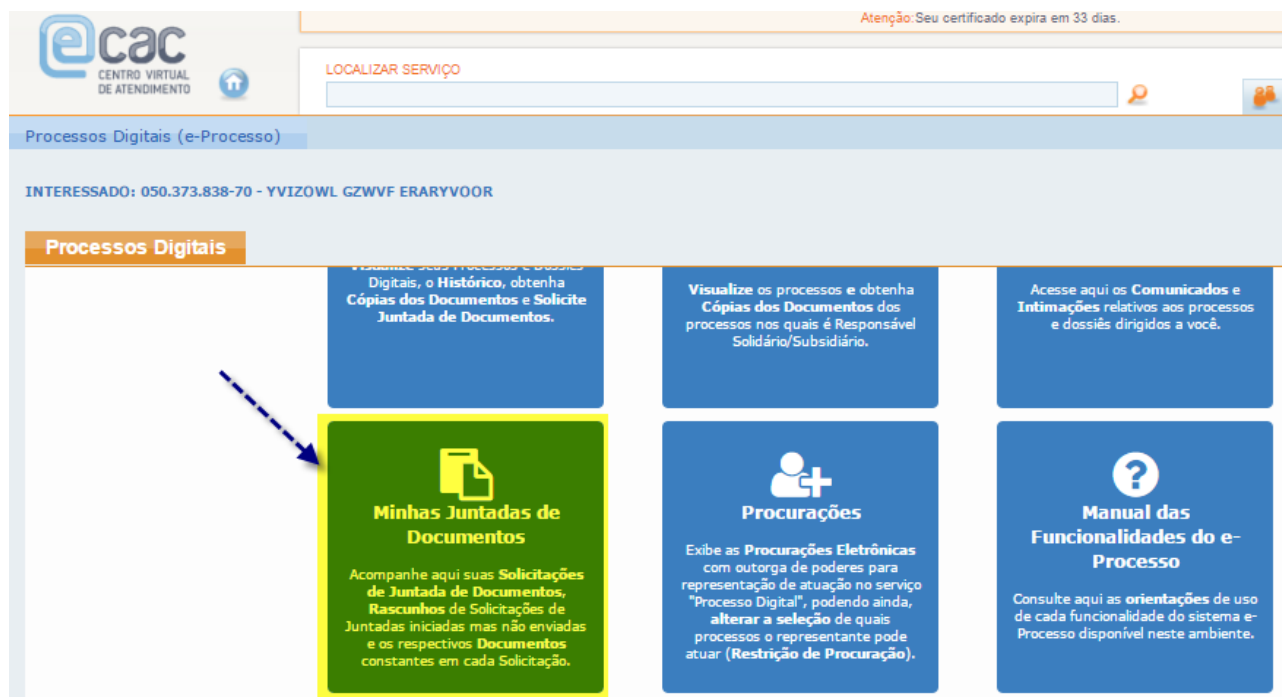 Atenção:Seu certificado expira em 33 dias.
ecac
CENTRO VIRTUAL
DE ATENDIMENTO
LOCALIZAR SERVIÇO
Processos Digitais (e-Processo)
INTERESSADO: 050.373.838-70 - YVIZOWL GZWVF ERARYVOOR
Processos Digitais
Visualize seus Processos e Dossiês
Digitais, o Histórico, obtenha
Cópias dos Documentos e Solicite
Juntada de Documentos.
Visualize os processos e obtenha
Cópias dos Documentos dos
processos nos quais é Responsável
Solidário/Subsidiário.
Acesse aqui os Comunicados e
Intimações relativos aos processos
e dossiês dirigidos a você.
Minhas Juntadas de
Documentos
Acompanhe aqui suas Solicitações
de Juntada de Documentos,
Rascunhos de Solicitações de
Juntadas iniciadas mas não enviadas
e os respectivos Documentos
constantes em cada Solicitação.
Procurações
Exibe as Procurações Eletrônicas
com outorga de poderes para
representação de atuação no serviço
"Processo Digital", podendo ainda,
alterar a seleção de quais
processos o representante pode
atuar (Restrição de Procuração).
Manual das
Funcionalidades do e-
Processo
Consulte aqui as orientações de uso
de cada funcionalidade do sistema e-
Processo disponível neste ambiente.